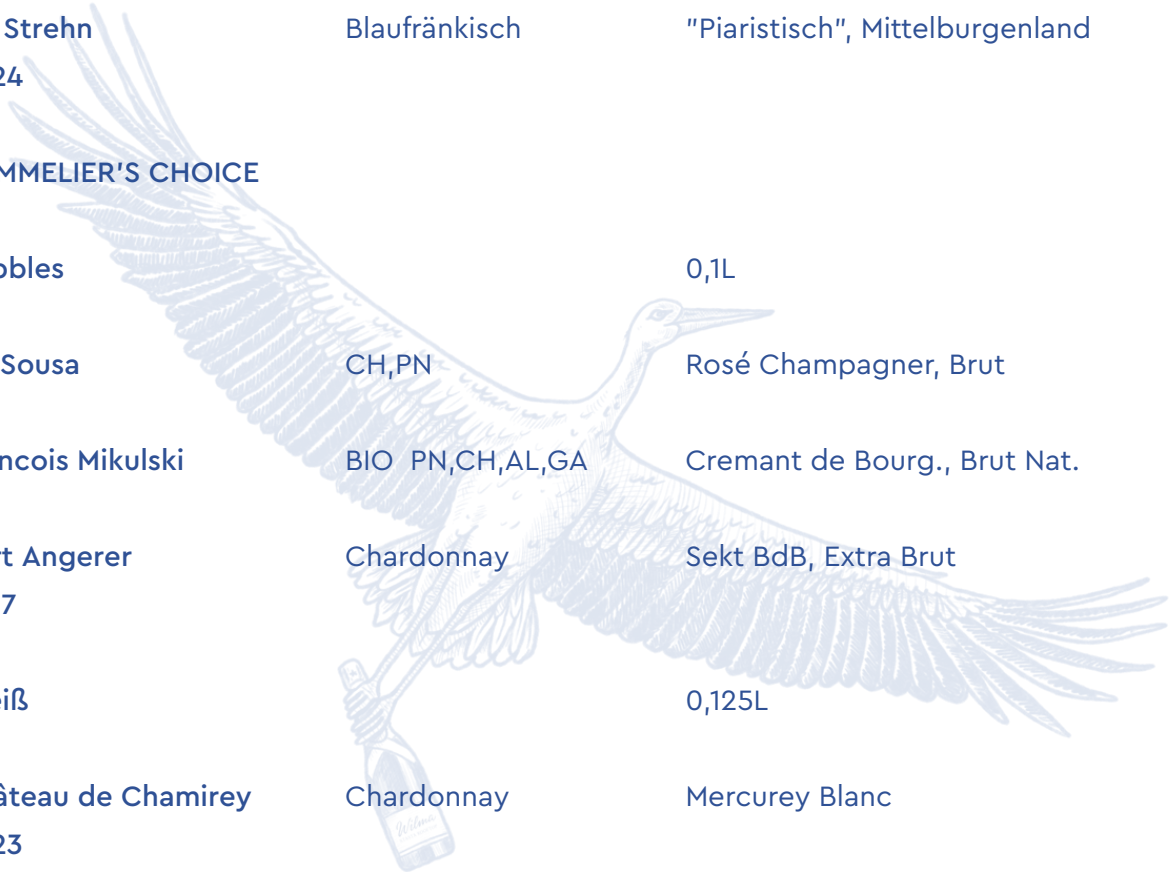 Strehn Blaufränkisch "Piaristisch", Mittelburgenland
24
MMELIER'S CHOICE
bbles 0,1L
Sousa CH,PN Rosé Champagner, Brut
ncois Mikulski BIO PN,CH,AL,GA Cremant de Bourg., Brut Nat.
t Angerer Chardonnay Sekt BdB, Extra Brut
7
iß 0,125L
âteau de Chamirey Chardonnay Mercurey Blanc
23
Wilma